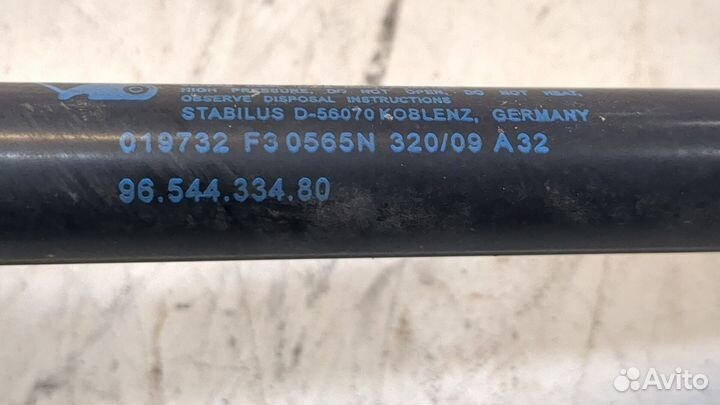 HIGH PRESSURE, DO NOT OPEN, DO NOT HEAT,
OBSERVE DISPOSAL INSTRUCTIONS
STABILUS D-56070 KOBLENZ, GERMANY
019732 F3 0565N 320/09 A32
96.544.334.80
Avito